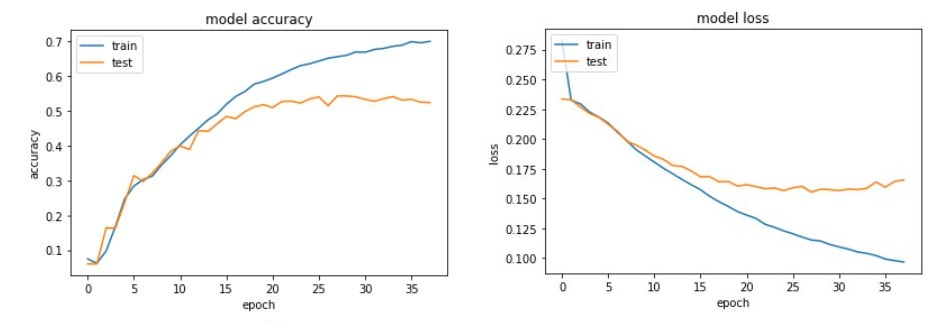 model accuracy
train
test
0.7
0.6
0.5
0.4
0.3
0.2
0.1
accuracy
0 5 10 15 20 25 30 35
epoch
model loss
train
test
0.275
0.250
0.225
0.200
0.175
0.150
0.125
0.100
loss
0 5 10 15 20 25 30 35
epoch